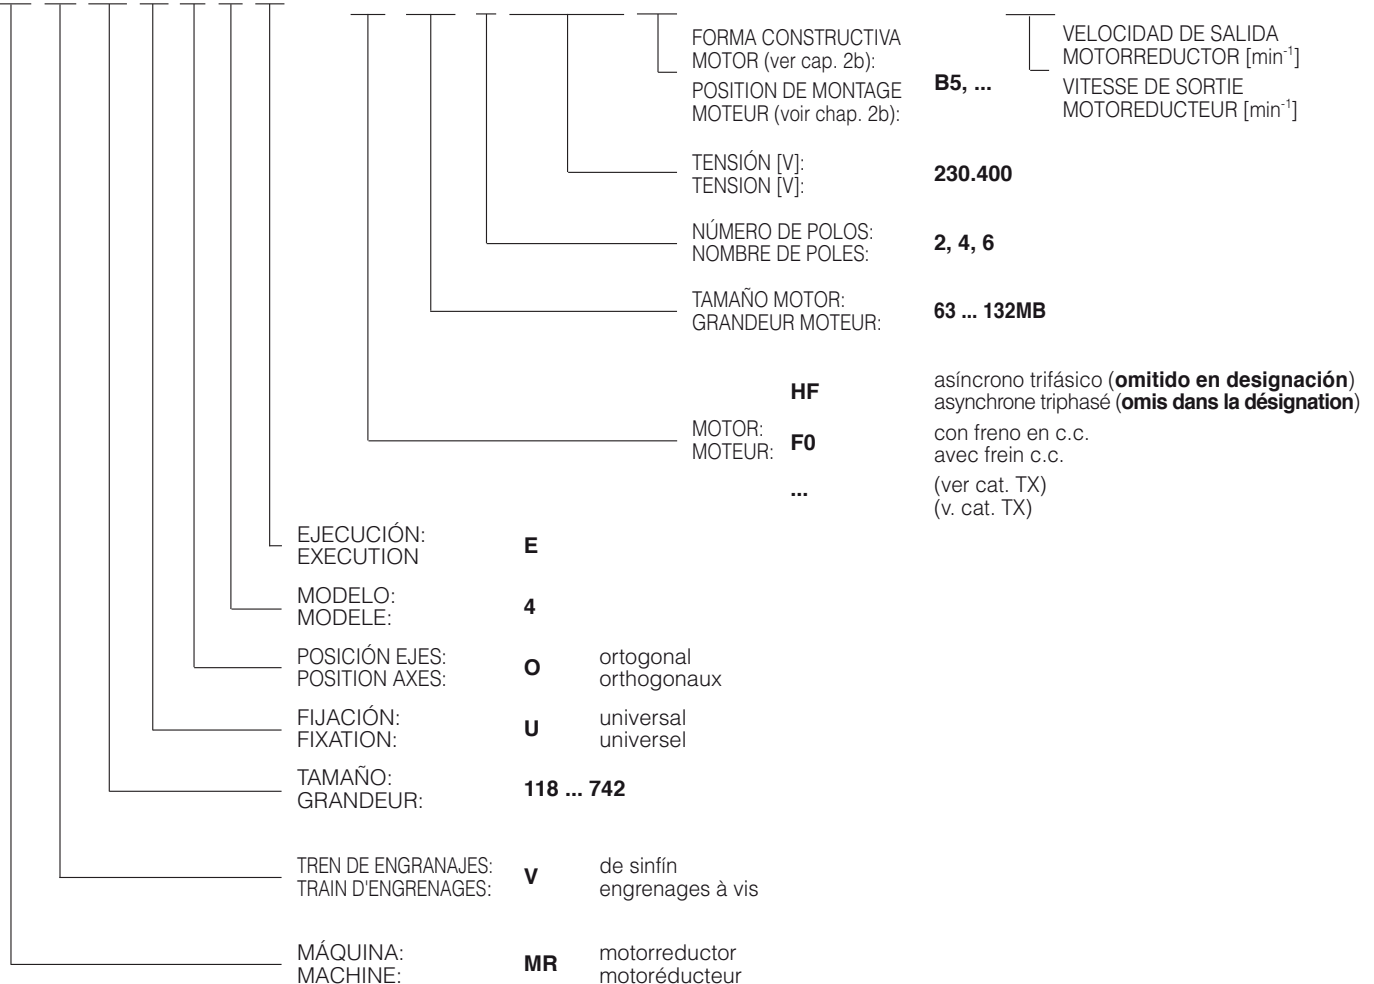 FORMA CONSTRUCTIVA
MOTOR (ver cap. 2b):
POSITION DE MONTAGE
MOTEUR (voir chap. 2b):
B5, ...
VELOCIDAD DE SALIDA
MOTORREDUCTOR [min-1]
VITESSE DE SORTIE
MOTOREDUCTEUR [min-1]
TENSIÓN [V]:
TENSION [V]:
230.400
NÚMERO DE POLOS:
NOMBRE DE POLES:
2, 4, 6
TAMAÑO MOTOR:
GRANDEUR MOTEUR:
63 ... 132MB
MOTOR:
MOTEUR:
HF
asíncrono trifásico (omitido en designación)
asynchrone triphasé (omis dans la désignation)
F0
con freno en c.c.
avec frein c.c.
...
(ver cat. TX)
(v. cat. TX)
EJECUCIÓN:
EXECUTION
E
MODELO:
MODELE:
4
POSICIÓN EJES:
POSITION AXES:
O
ortogonal
orthogonaux
FIJACIÓN:
FIXATION:
U
universal
universel
TAMAÑO:
GRANDEUR:
118 ... 742
TREN DE ENGRANAJES:
TRAIN D'ENGRENAGES:
V
de sinfín
engrenages à vis
MÁQUINA:
MACHINE:
MR
motorreductor
motoréducteur